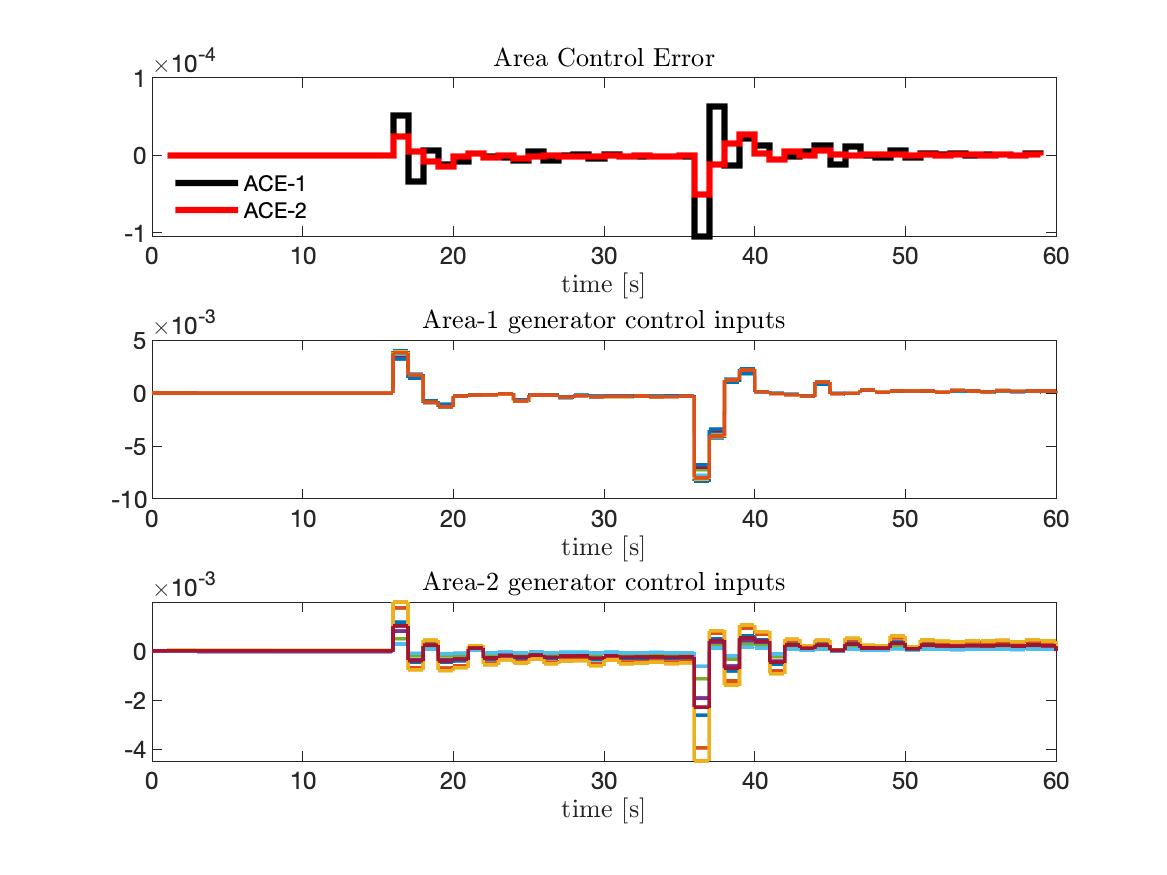 Area Control Error
×10-4
1
0
-1
ACE-1
ACE-2
0 10 20 30 40 50 60
time [s]
Area-1 generator control inputs
×10-3
5
0
-5
-10
0 10 20 30 40 50 60
time [s]
Area-2 generator control inputs
×10-3
0
-2
-4
0 10 20 30 40 50 60
time [s]